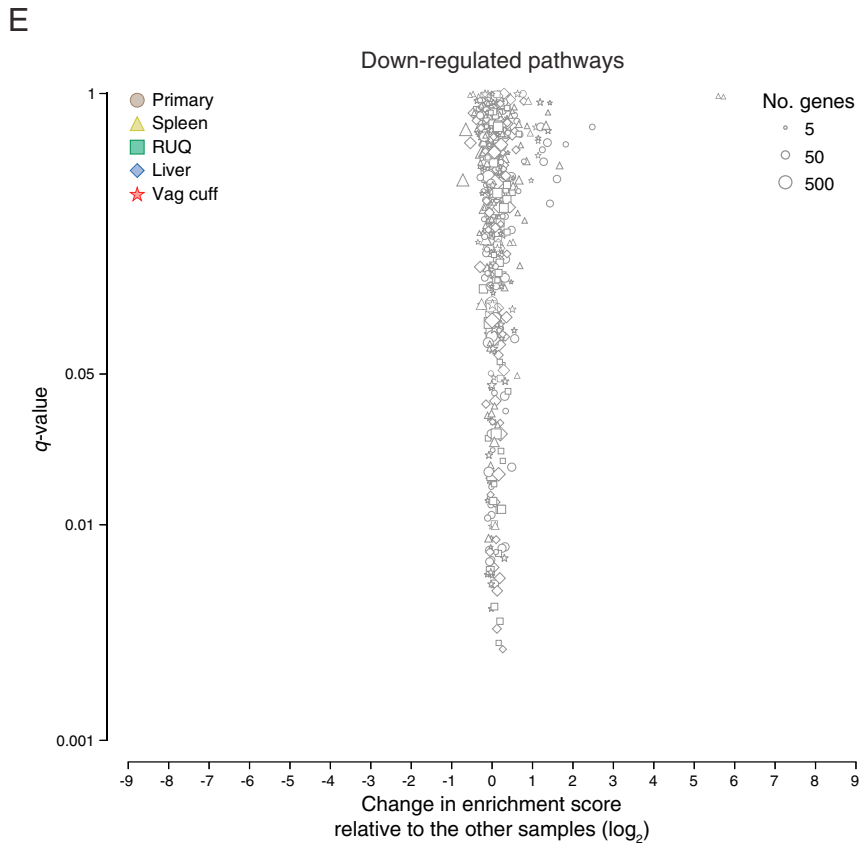 E
Down-regulated pathways
1
0.05
0.01
0.001
q-value
Primary
Spleen
RUQ
Liver
Vag cuff
No. genes
5
50
500
-9 -8 -7 -6 -5 -4 -3 -2 -1 0 1 2 3 4 5 6 7 8 9
Change in enrichment score
relative to the other samples (log2)